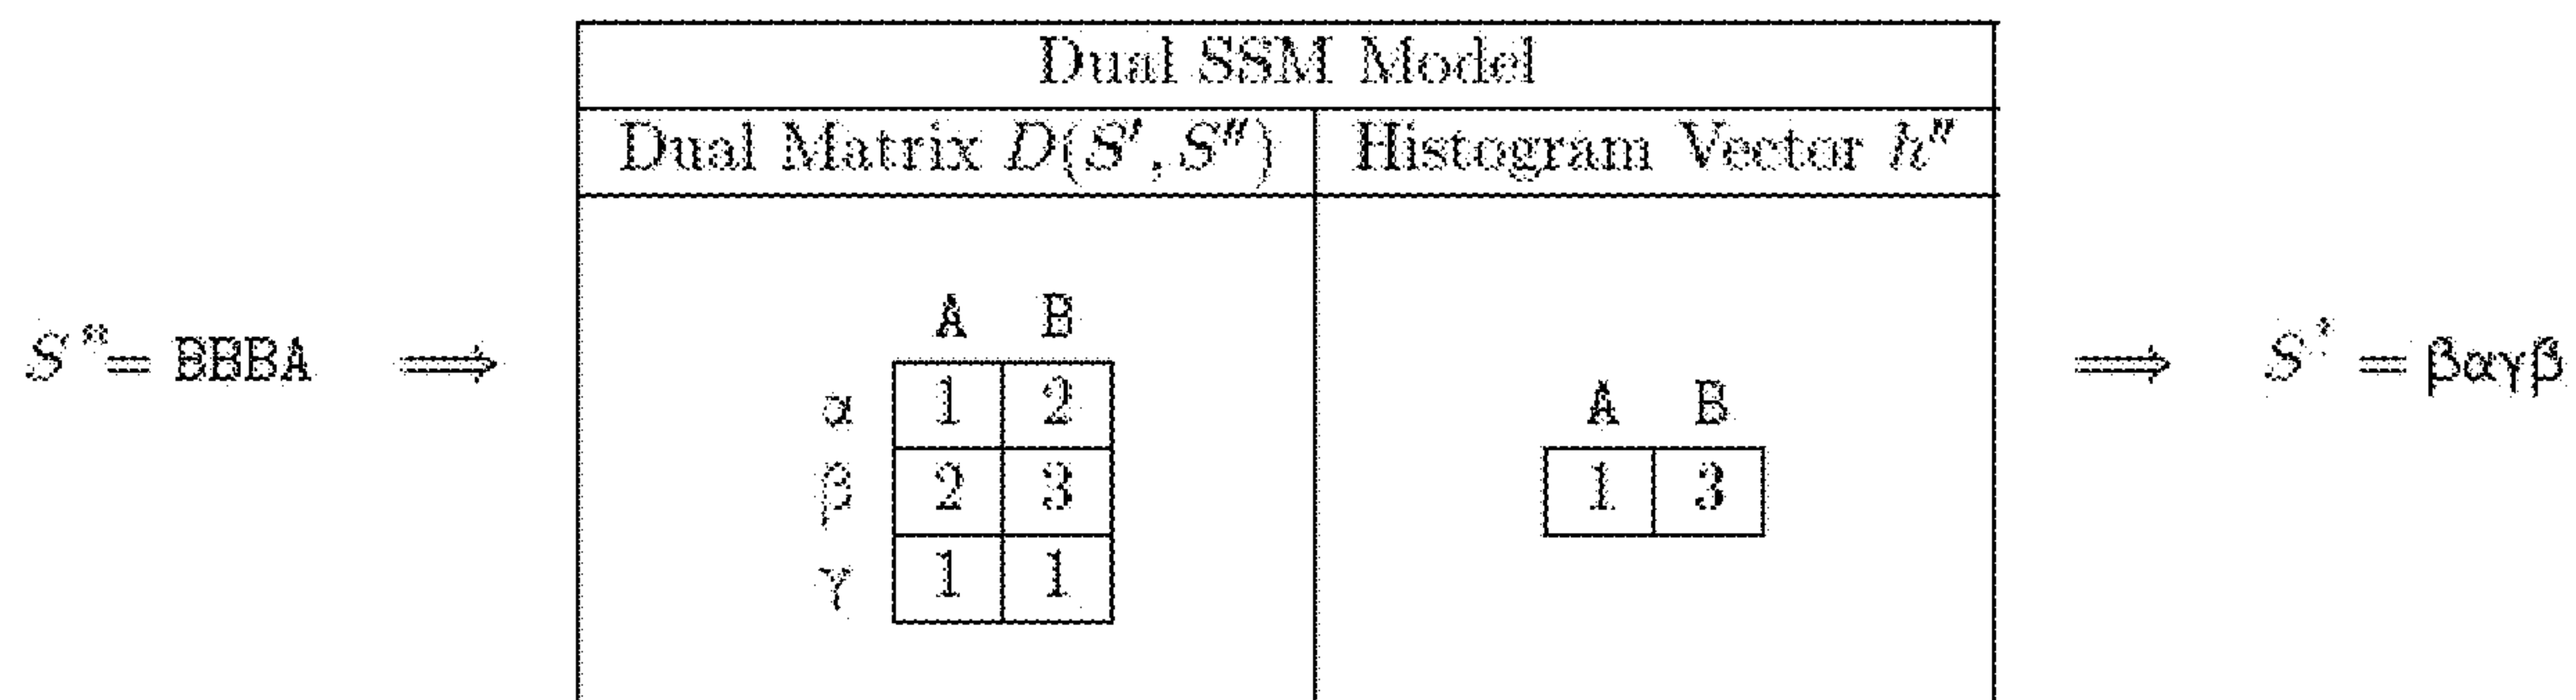 Dual SSM Model
Dual Matrix D(S′, S″) Histogram Vector h″
S″= BBBA ⟹ ⟹ S′ = βαγβ
A B
α 1 2
β 2 3
γ 1 1
A B
1 3